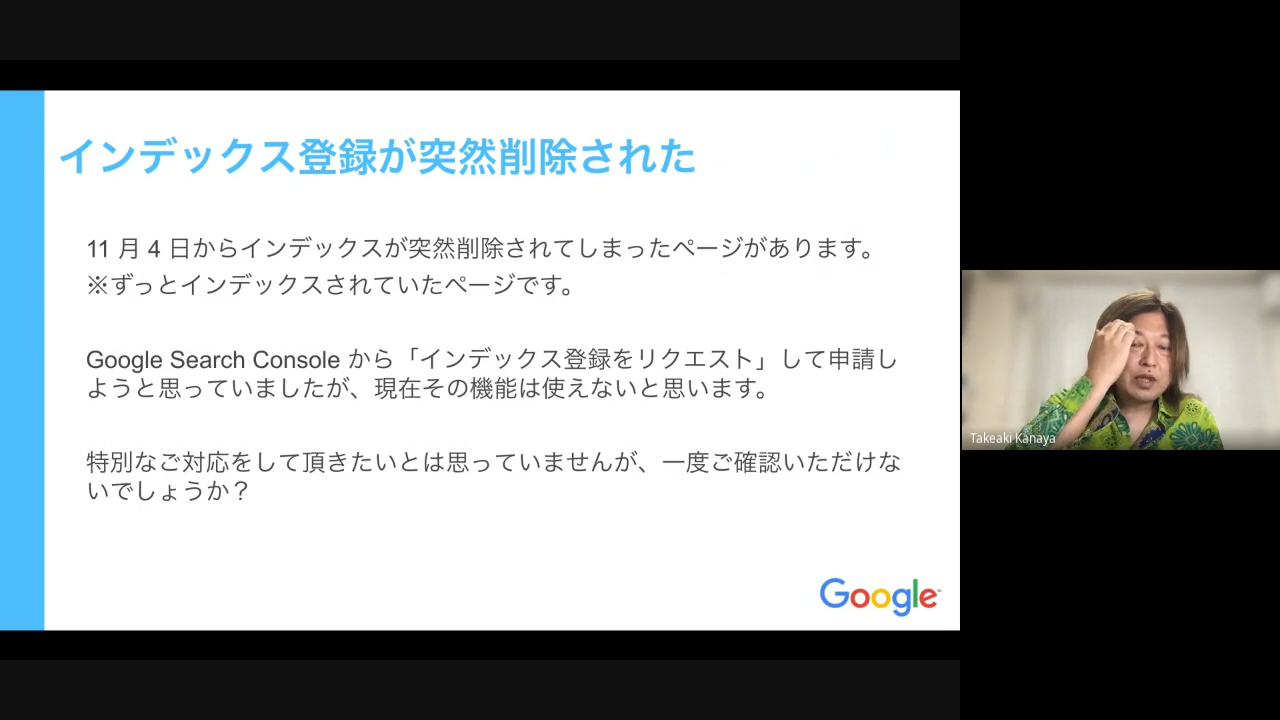 インデックス登録が突然削除された
11 月 4 日からインデックスが突然削除されてしまったページがあります。
※ずっとインデックスされていたページです。
Google Search Console から「インデックス登録をリクエスト」して申請し
ようと思っていましたが、現在その機能は使えないと思います。
特別なご対応をして頂きたいとは思っていませんが、一度ご確認いただけな
いでしょうか？
Google
Takeaki Kanaya